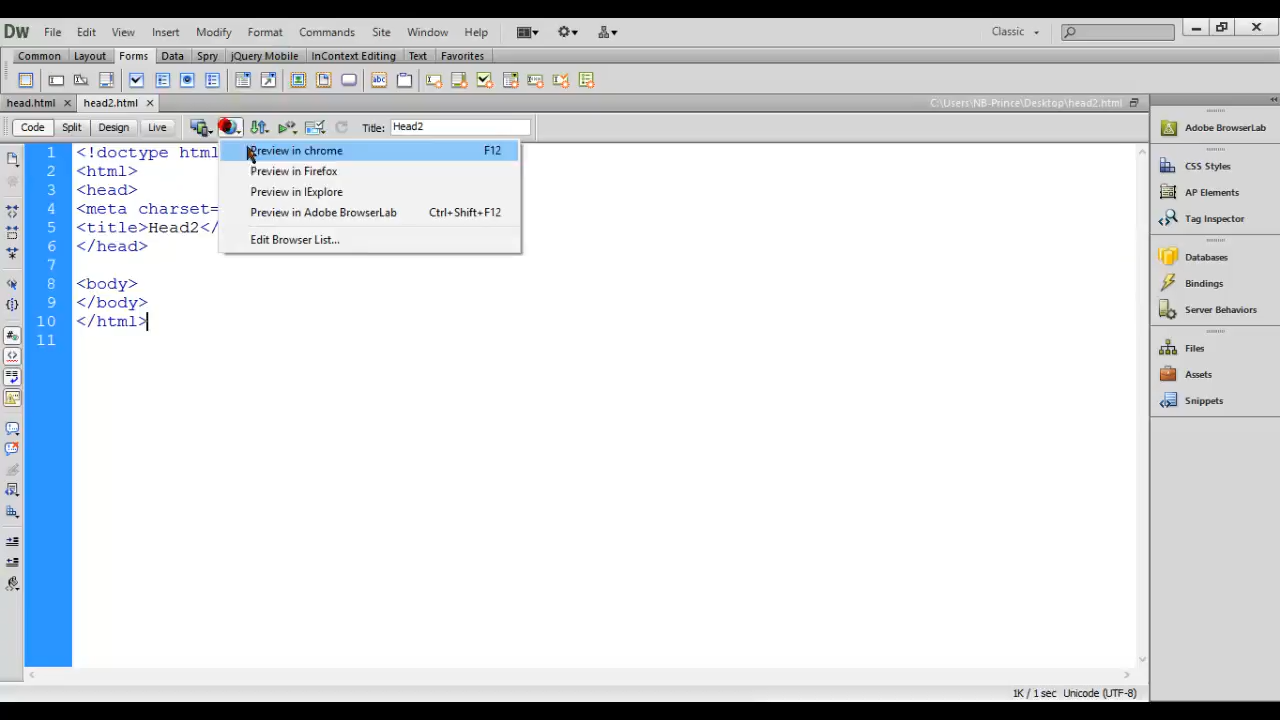 Dw File Edit View Insert Modify Format Commands Site Window Help Classic
Common Layout Forms Data Spry jQuery Mobile InContext Editing Text Favorites
abc
head.html × head2.html × C:\Users\NB-Prince\Desktop\head2.html
Code Split Design Live Title: Head2
Preview in chrome F12
Preview in Firefox
Preview in IExplore
Preview in Adobe BrowserLab Ctrl+Shift+F12
Edit Browser List...
1 <!doctype html
2 <html>
3 <head>
4 <meta charset=
5 <title>Head2</
6 </head>
7
8 <body>
9 </body>
10 </html>
11
Adobe BrowserLab
CSS Styles
AP Elements
Tag Inspector
Databases
Bindings
Server Behaviors
Files
Assets
Snippets
1K / 1 sec Unicode (UTF-8)